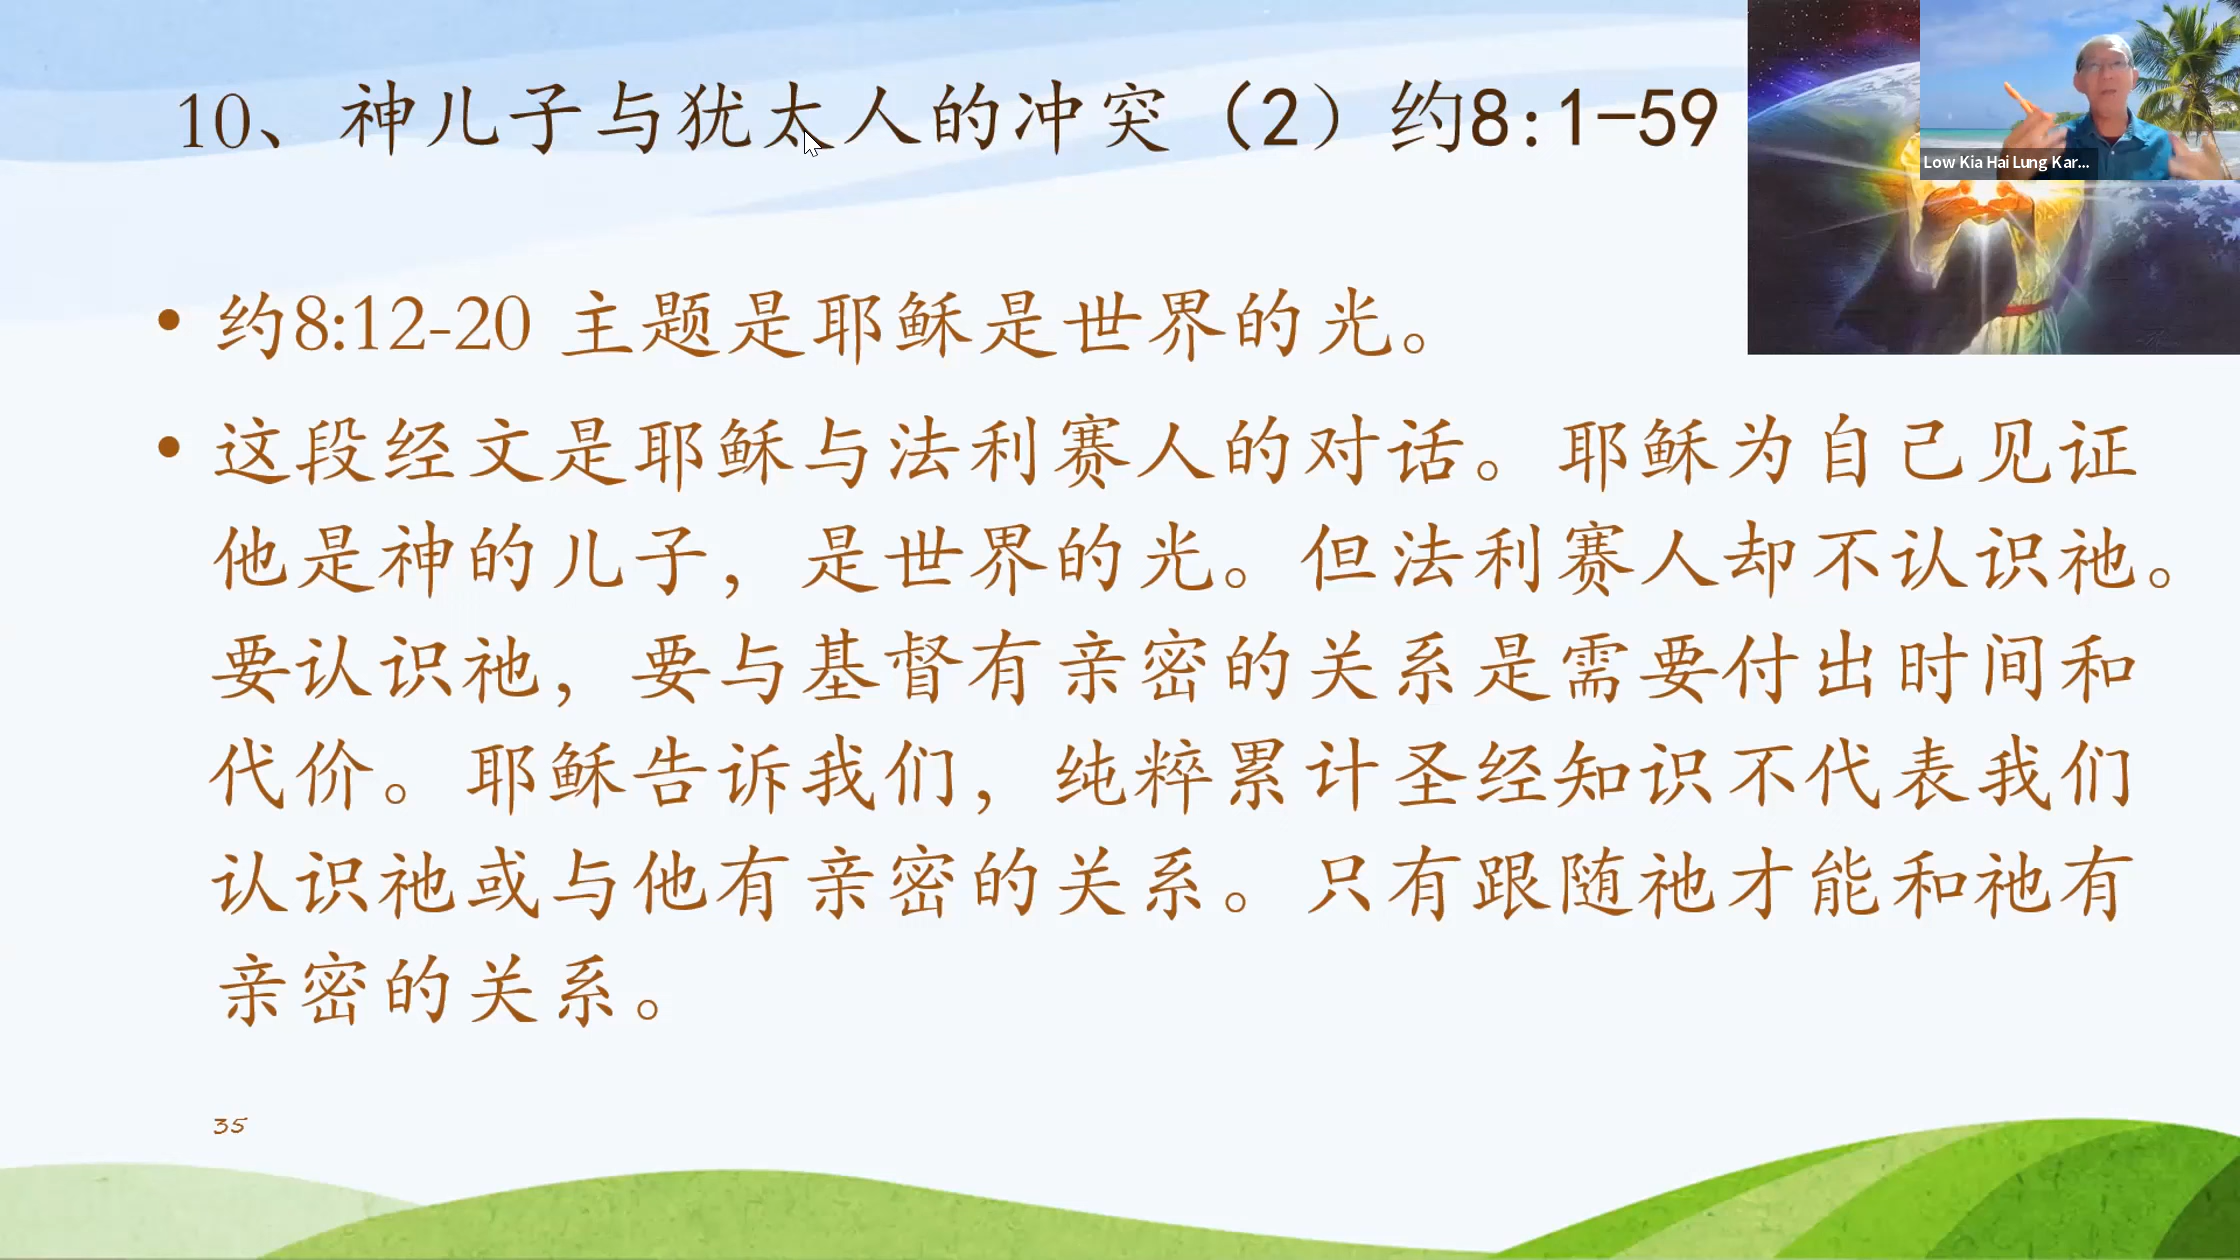 10、神儿子与犹太人的冲突（2）约8:1-59
Low Kia Hai Lung Kar...
• 约8:12-20 主题是耶稣是世界的光。
• 这段经文是耶稣与法利赛人的对话。耶稣为自己见证
他是神的儿子，是世界的光。但法利赛人却不认识祂。
要认识祂，要与基督有亲密的关系是需要付出时间和
代价。耶稣告诉我们，纯粹累计圣经知识不代表我们
认识祂或与他有亲密的关系。只有跟随祂才能和祂有
亲密的关系。
35